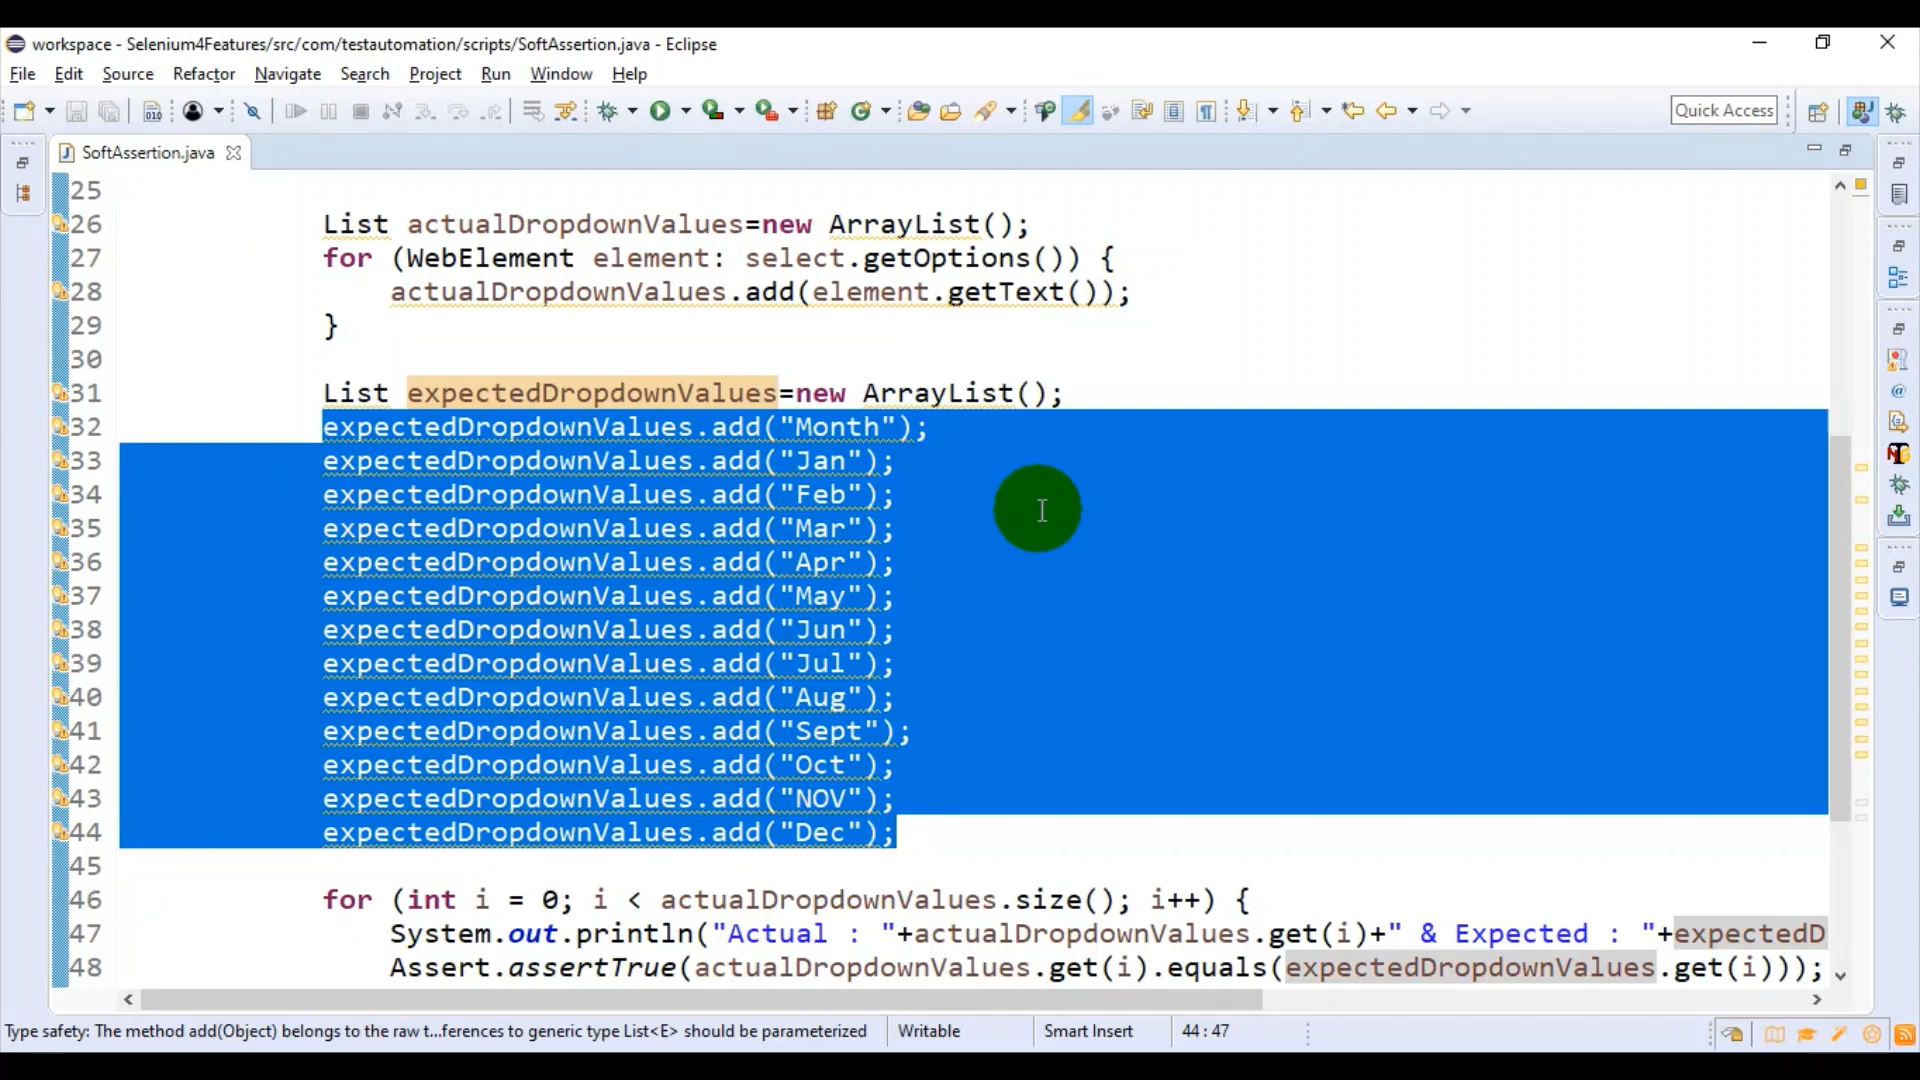 workspace - Selenium4Features/src/com/testautomation/scripts/SoftAssertion.java - Eclipse
File Edit Source Refactor Navigate Search Project Run Window Help
Quick Access
SoftAssertion.java
25
26 List actualDropdownValues=new ArrayList();
27 for (WebElement element: select.getOptions()) {
28 actualDropdownValues.add(element.getText());
29 }
30
31 List expectedDropdownValues=new ArrayList();
32 expectedDropdownValues.add("Month");
33 expectedDropdownValues.add("Jan");
34 expectedDropdownValues.add("Feb");
35 expectedDropdownValues.add("Mar");
36 expectedDropdownValues.add("Apr");
37 expectedDropdownValues.add("May");
38 expectedDropdownValues.add("Jun");
39 expectedDropdownValues.add("Jul");
40 expectedDropdownValues.add("Aug");
41 expectedDropdownValues.add("Sept");
42 expectedDropdownValues.add("Oct");
43 expectedDropdownValues.add("NOV");
44 expectedDropdownValues.add("Dec");
45
46 for (int i = 0; i < actualDropdownValues.size(); i++) {
47 System.out.println("Actual : "+actualDropdownValues.get(i)+" & Expected : "+expectedD
48 Assert.assertTrue(actualDropdownValues.get(i).equals(expectedDropdownValues.get(i)));
Type safety: The method add(Object) belongs to the raw t...ferences to generic type List<E> should be parameterized Writable Smart Insert 44 : 47